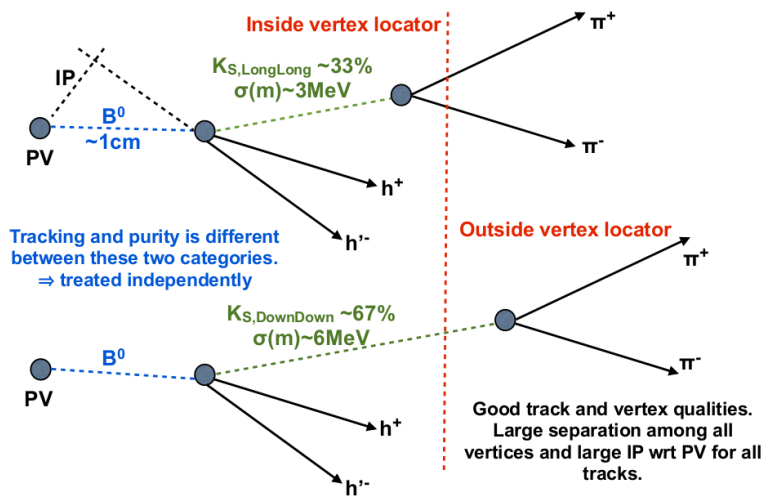 Inside vertex locator
π+
IP
KS,LongLong ~33%
σ(m)~3MeV
B0
~1cm
PV
π-
h+
h’-
Tracking and purity is different
between these two categories.
⇒ treated independently
Outside vertex locator
π+
KS,DownDown ~67%
σ(m)~6MeV
B0
PV
π-
h+
h’-
Good track and vertex qualities.
Large separation among all
vertices and large IP wrt PV for all
tracks.